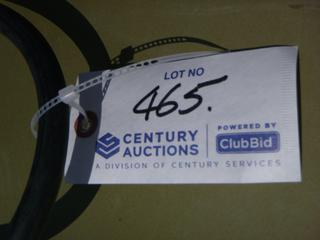 LOT NO
465.
CENTURY
AUCTIONS
POWERED BY
ClubBid
A DIVISION OF CENTURY SERVICES